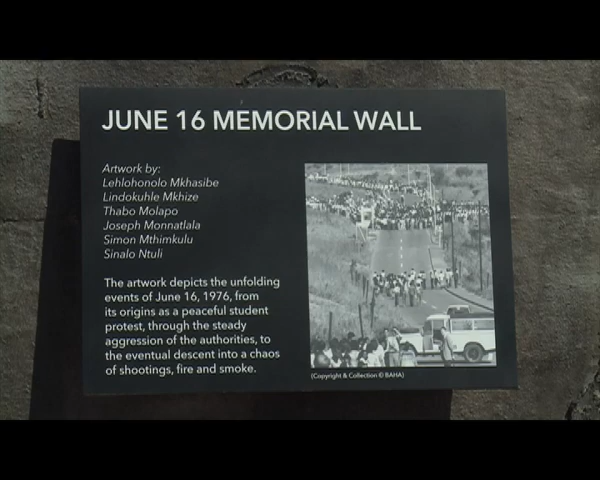 JUNE 16 MEMORIAL WALL
Artwork by:
Lehlohonolo Mkhasibe
Lindokuhle Mkhize
Thabo Molapo
Joseph Monnatlala
Simon Mthimkulu
Sinalo Ntuli
The artwork depicts the unfolding
events of June 16, 1976, from
its origins as a peaceful student
protest, through the steady
aggression of the authorities, to
the eventual descent into a chaos
of shootings, fire and smoke.
(Copyright & Collection © BAHA)